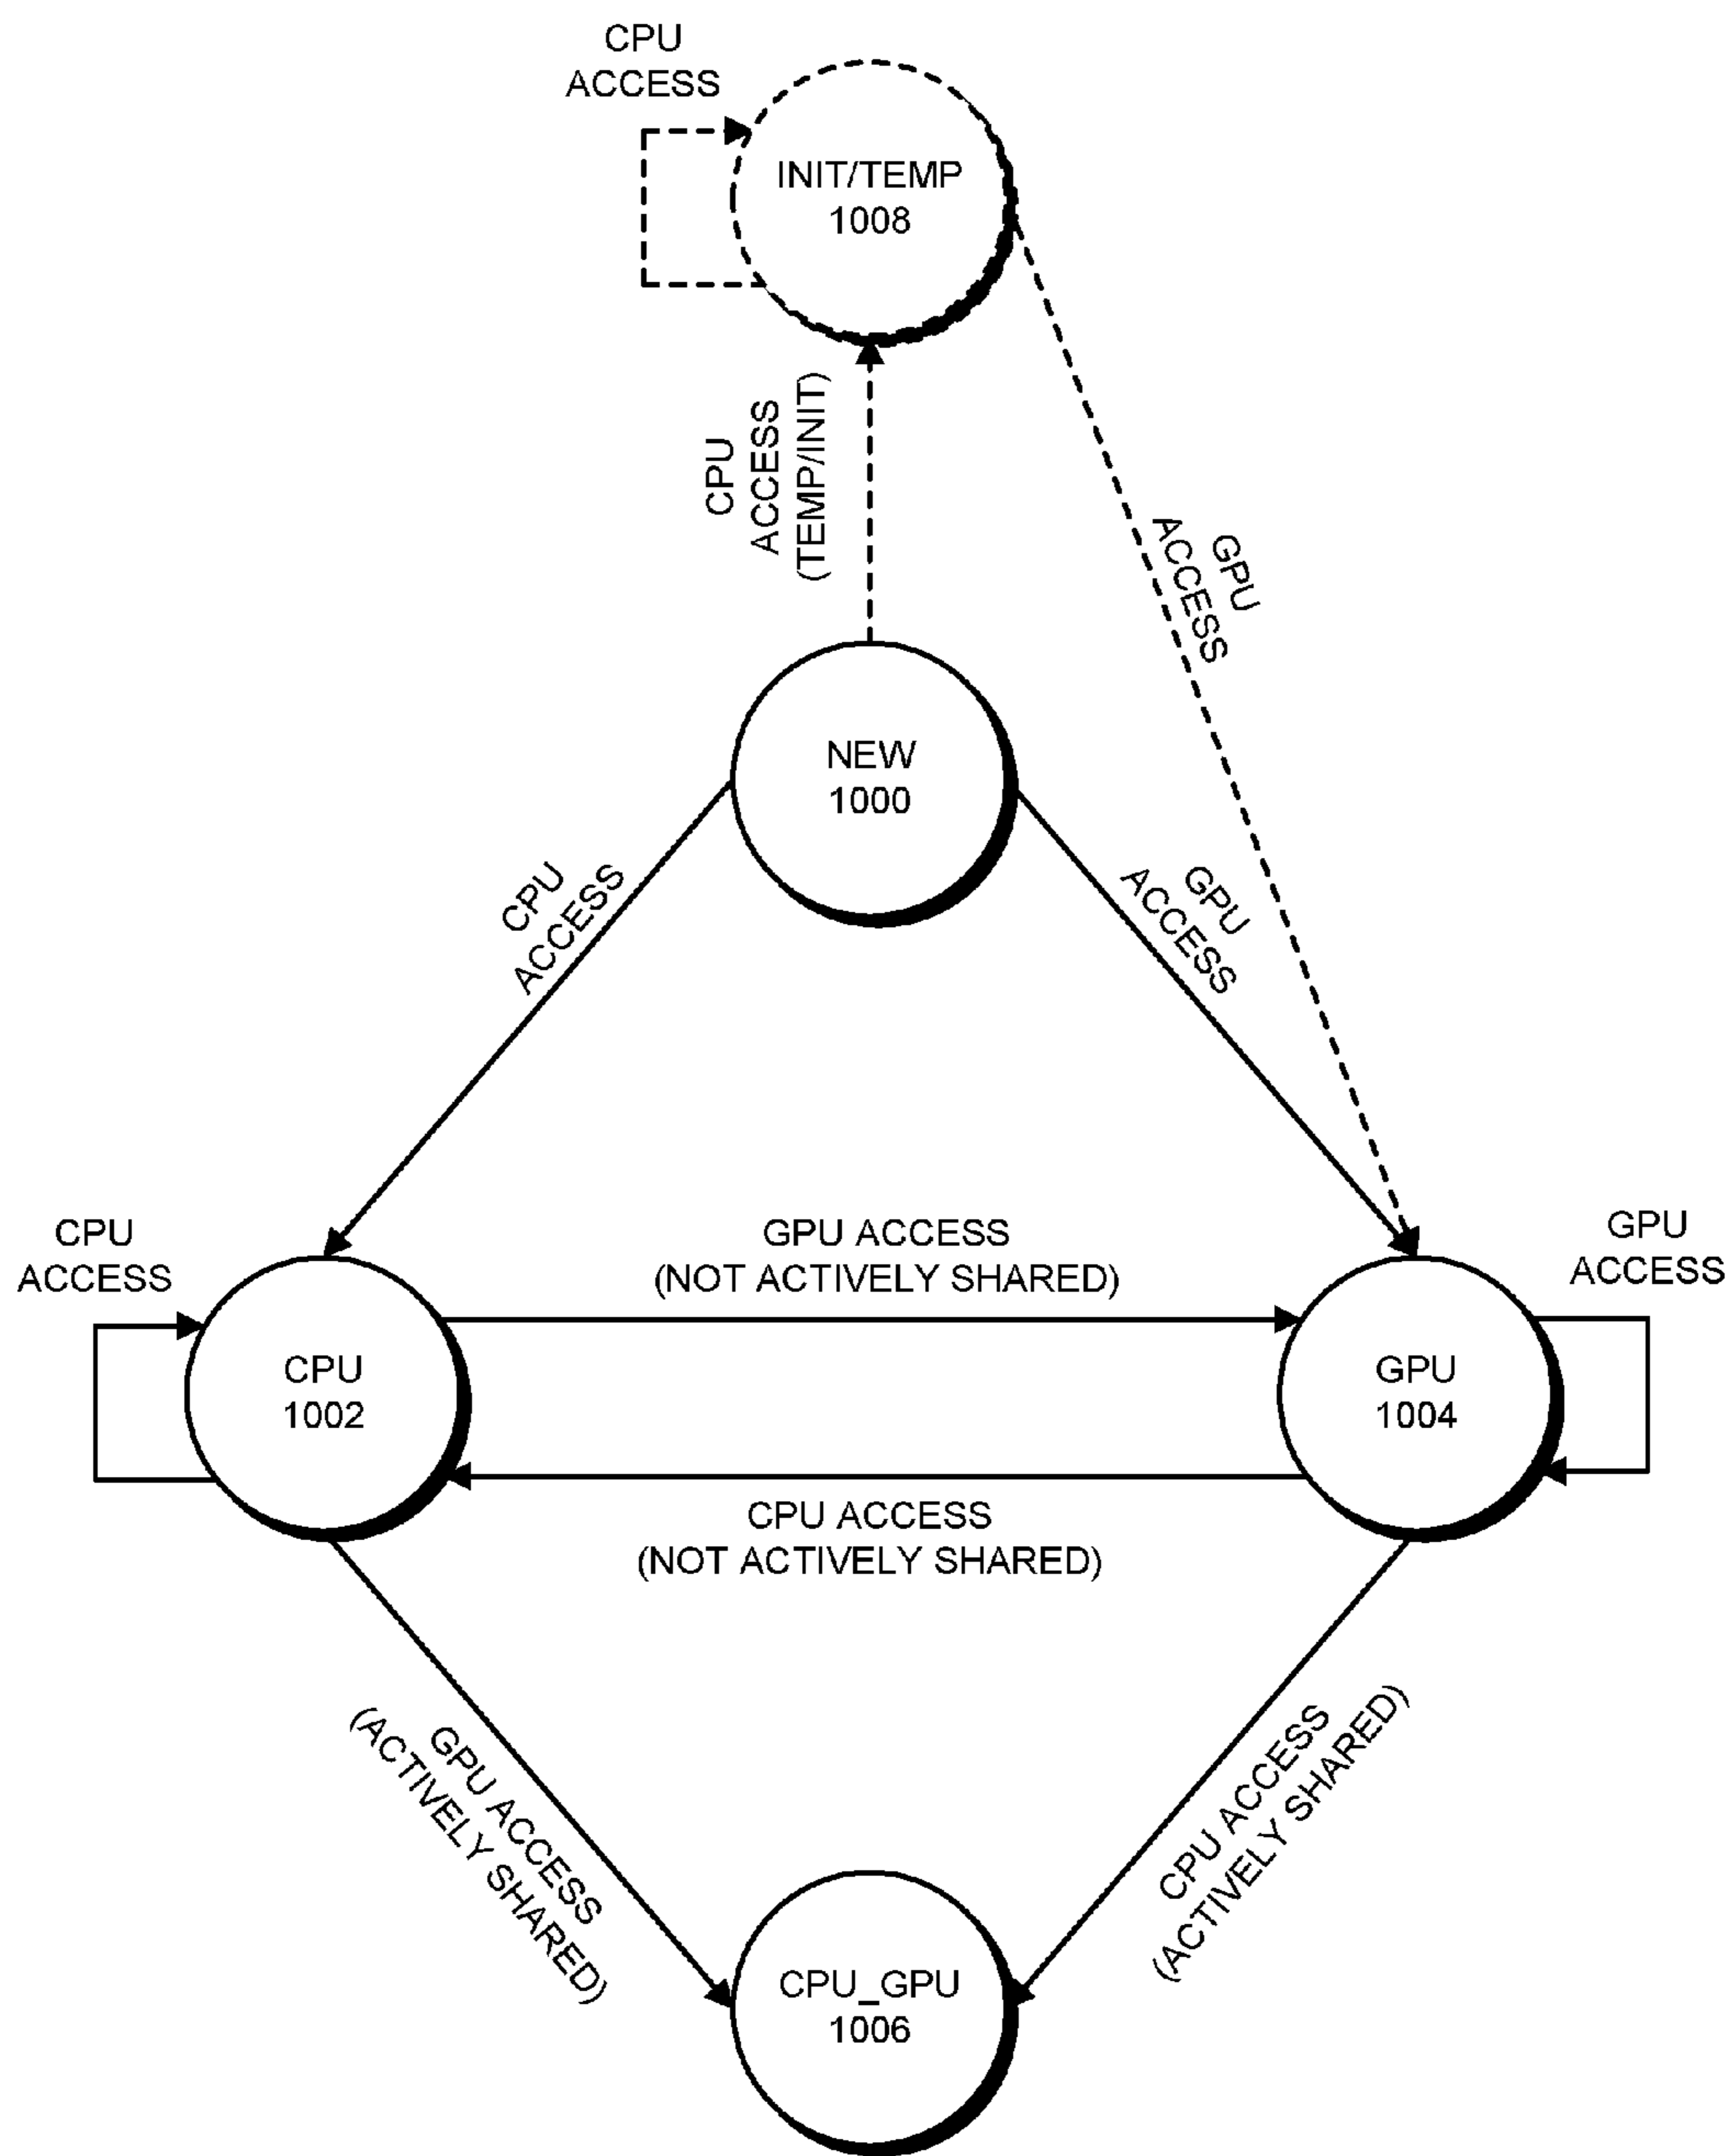 CPU
ACCESS
INIT/TEMP
1008
CPU
ACCESS
(TEMP/INIT)
GPU
ACCESS
NEW
1000
CPU
ACCESS
GPU
ACCESS
CPU
ACCESS
GPU ACCESS
(NOT ACTIVELY SHARED)
GPU
ACCESS
CPU
1002
GPU
1004
CPU ACCESS
(NOT ACTIVELY SHARED)
GPU ACCESS
(ACTIVELY SHARED)
CPU ACCESS
(ACTIVELY SHARED)
CPU_GPU
1006